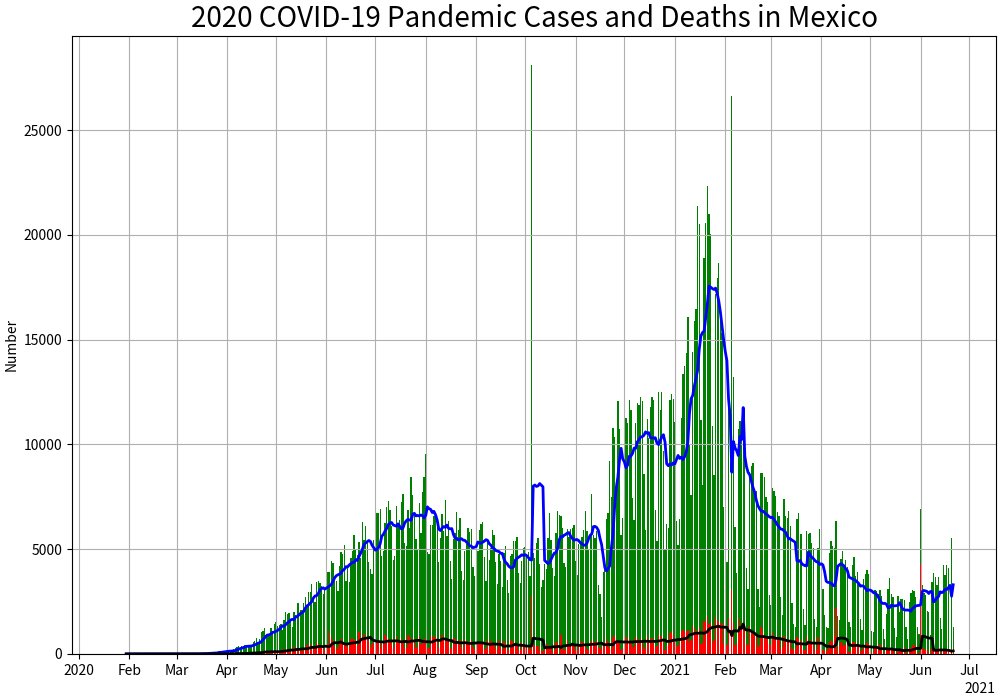 2020 COVID-19 Pandemic Cases and Deaths in Mexico
Number
25000
20000
15000
10000
5000
0
2020 Feb Mar Apr May Jun Jul Aug Sep Oct Nov Dec 2021 Feb Mar Apr May Jun Jul
2021